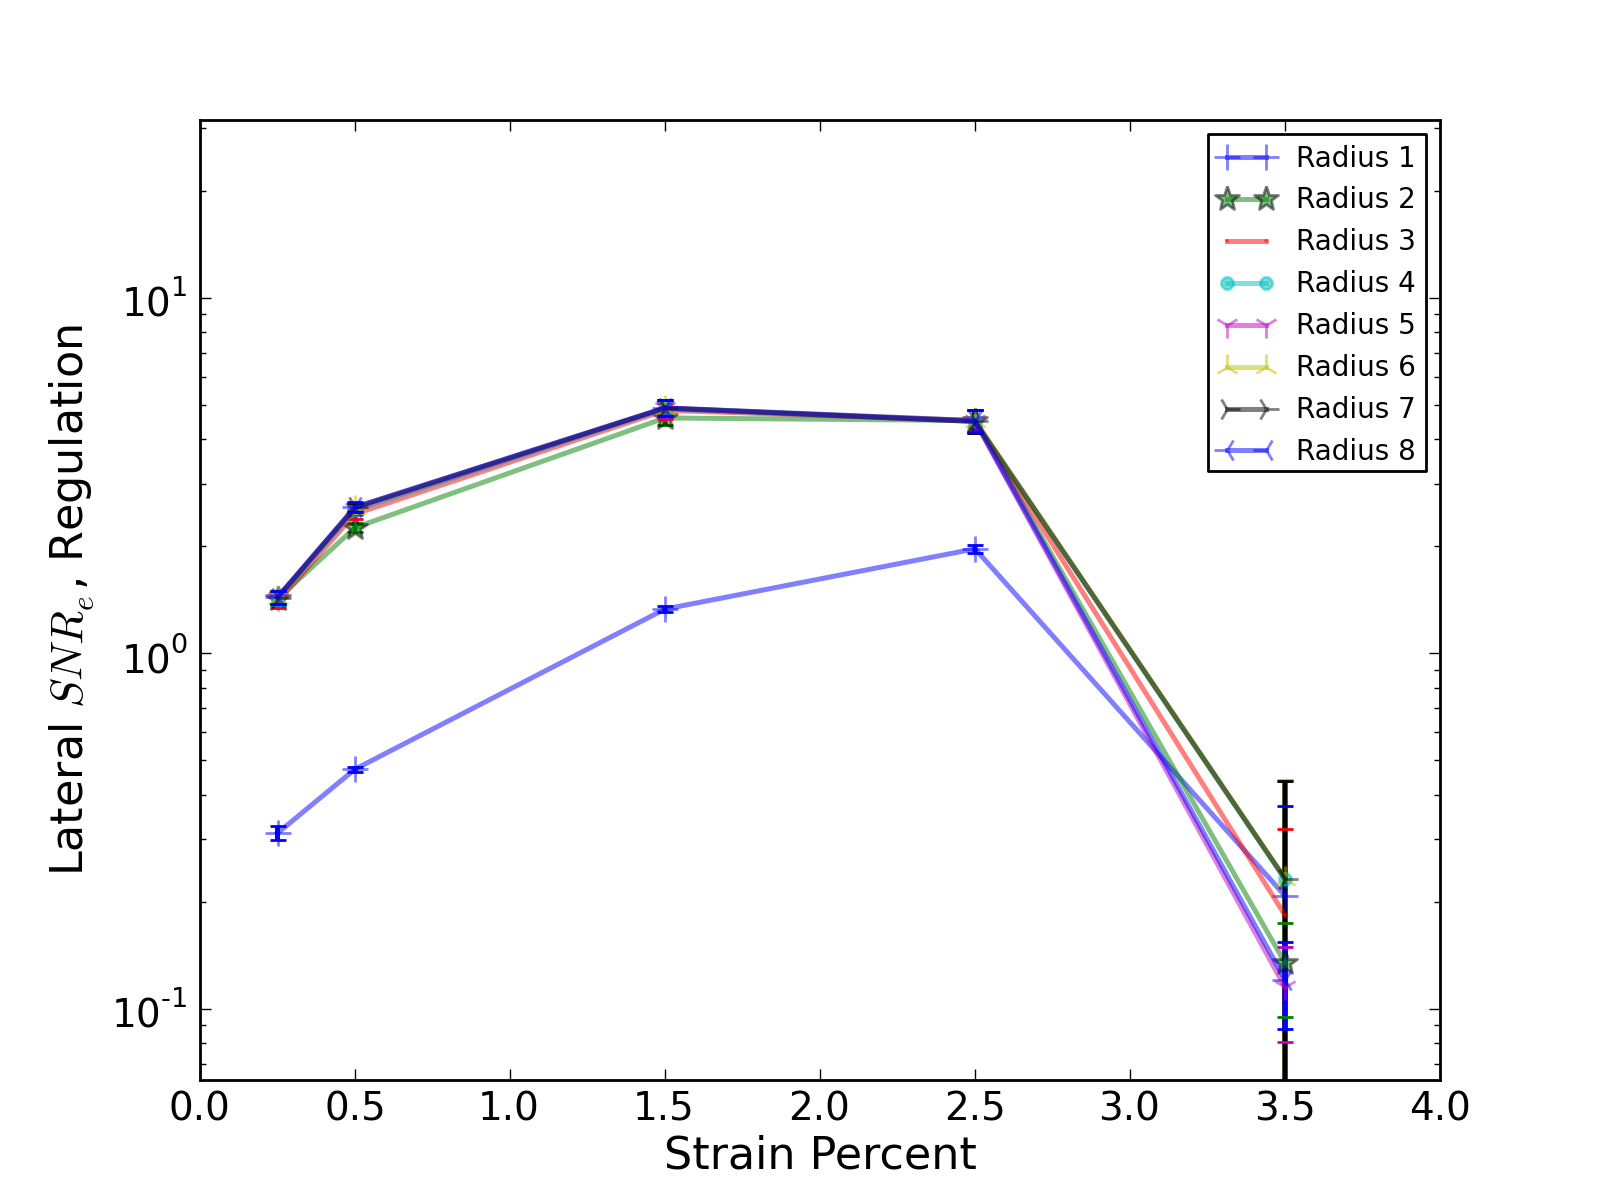 Radius 1
Radius 2
Radius 3
Radius 4
Radius 5
Radius 6
Radius 7
Radius 8
Lateral SNR_e, Regulation
10^1
10^0
10^-1
0.0 0.5 1.0 1.5 2.0 2.5 3.0 3.5 4.0
Strain Percent